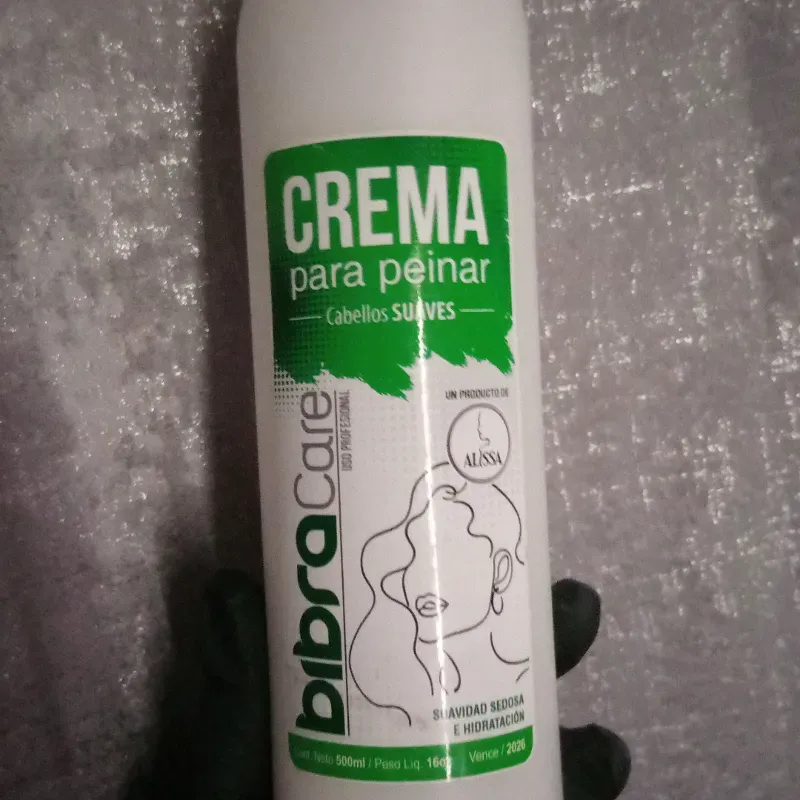 CREMA
para peinar
Cabellos SUAVES
bibraCare
USO PROFESIONAL
UN PRODUCTO DE
ALISSA
SUAVIDAD SEDOSA
E HIDRATACIÓN
Cont. Neto 500ml / Peso Liq. 16oz Vence / 2026